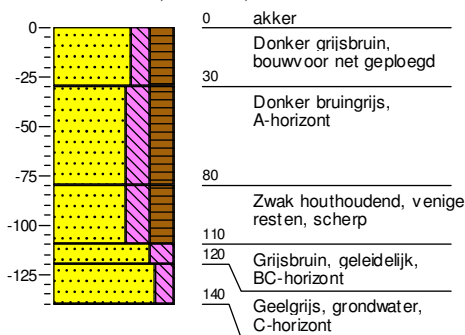 0 akker
0
Donker grijsbruin,
bouwvoor net geploegd
-25
30
Donker bruingrijs,
A-horizont
-50
-75
80
Zwak houthoudend, venige
resten, scherp
-100
110
120
Grijsbruin, geleidelijk,
BC-horizont
-125
140
Geelgrijs, grondwater,
C-horizont